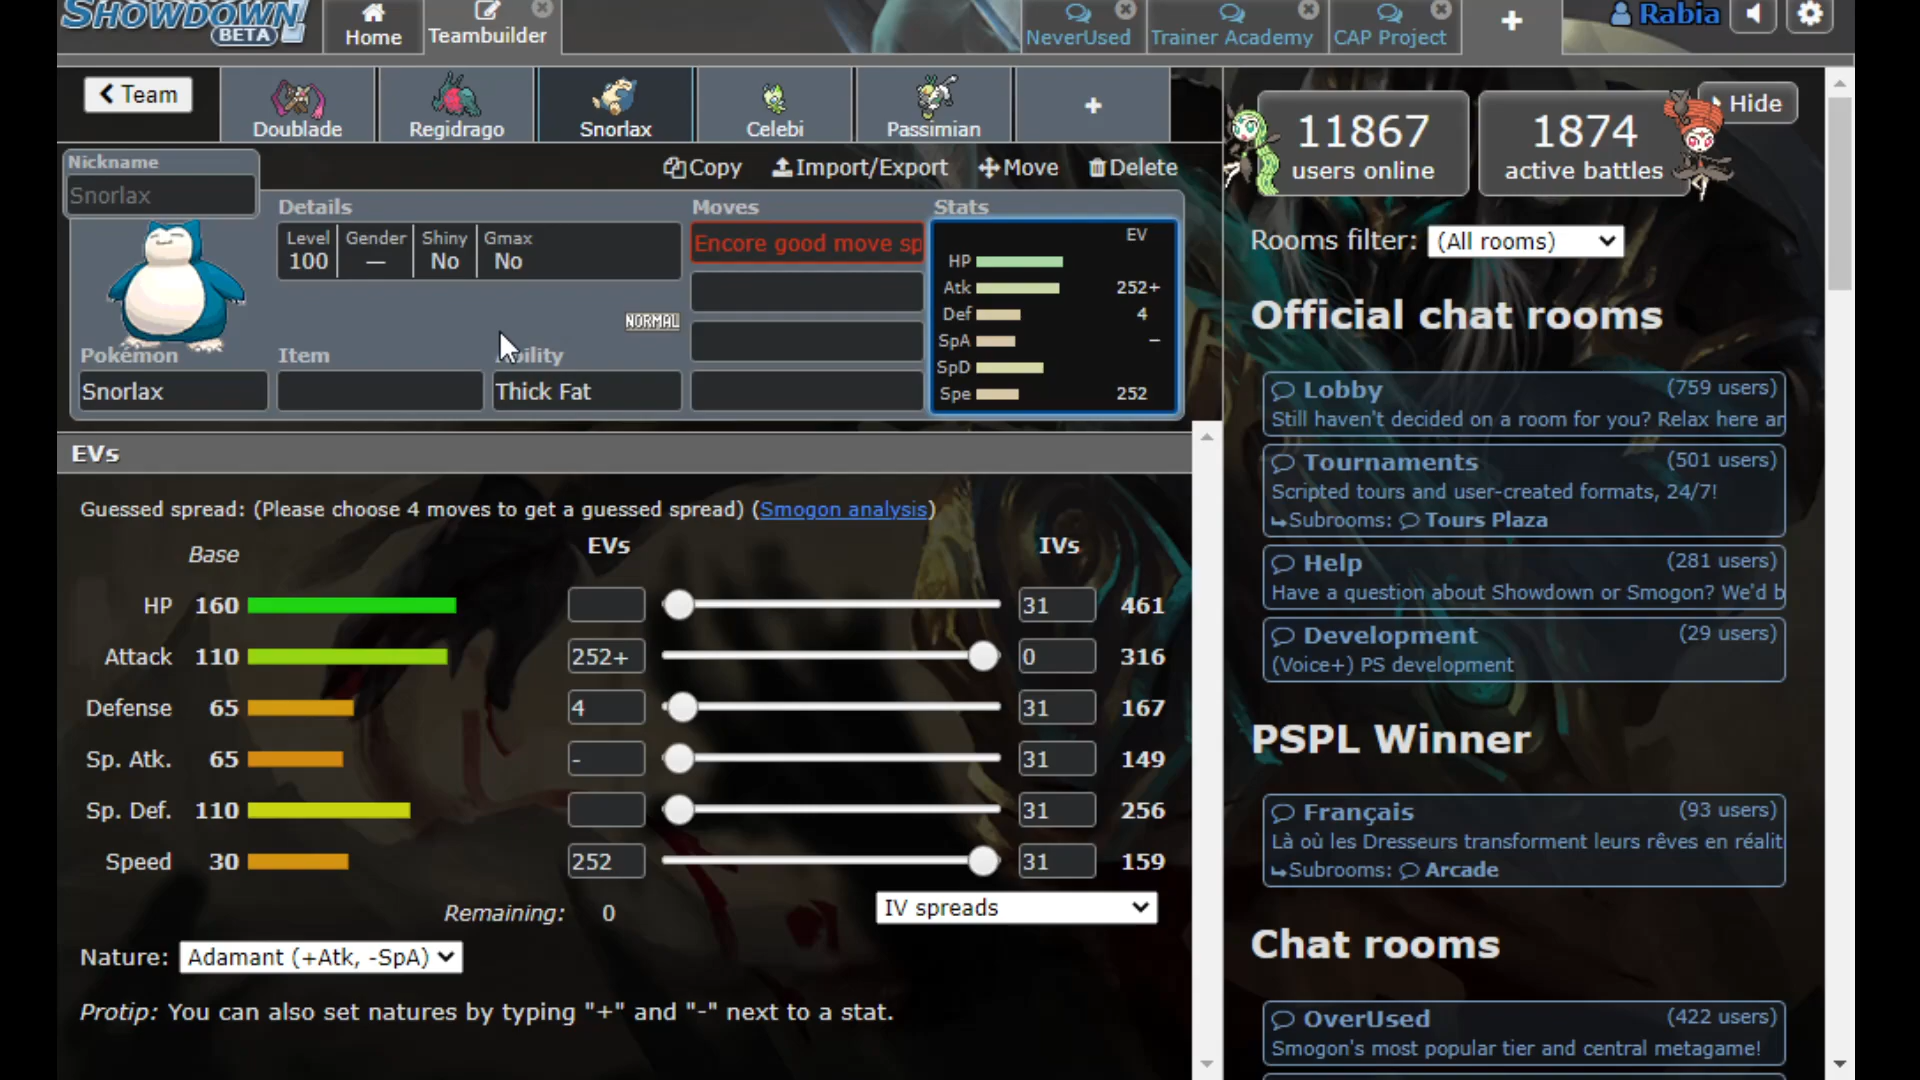 SHOWDOWN
BETA
Home
Teambuilder
NeverUsed
Trainer Academy
CAP Project
Rabia
Team
Doublade
Regidrago
Snorlax
Celebi
Passimian
Hide
11867
users online
1874
active battles
Nickname
Snorlax
Copy
Import/Export
Move
Delete
Details
Level
100
Gender
—
Shiny
No
Gmax
No
NORMAL
Pokémon
Snorlax
Item
Thick Fat
Moves
Encore good move sp
Stats
EV
HP
Atk 252+
Def 4
SpA –
SpD
Spe 252
EVs
Guessed spread: (Please choose 4 moves to get a guessed spread) (Smogon analysis)
Base EVs IVs
HP 160 31 461
Attack 110 252+ 0 316
Defense 65 4 31 167
Sp. Atk. 65 - 31 149
Sp. Def. 110 31 256
Speed 30 252 31 159
Remaining: 0
IV spreads
Nature: Adamant (+Atk, -SpA)
Protip: You can also set natures by typing "+" and "-" next to a stat.
Rooms filter: (All rooms)
Official chat rooms
Lobby (759 users)
Still haven't decided on a room for you? Relax here ar
Tournaments (501 users)
Scripted tours and user-created formats, 24/7!
Subrooms: Tours Plaza
Help (281 users)
Have a question about Showdown or Smogon? We'd b
Development (29 users)
(Voice+) PS development
PSPL Winner
Français (93 users)
Là où les Dresseurs transforment leurs rêves en réalit
Subrooms: Arcade
Chat rooms
OverUsed (422 users)
Smogon's most popular tier and central metagame!